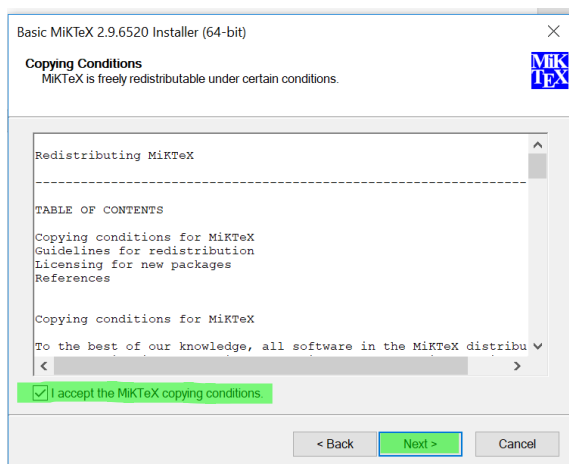 Basic MiKTeX 2.9.6520 Installer (64-bit)
Copying Conditions
MiKTeX is freely redistributable under certain conditions.
MiK
TEX
Redistributing MiKTeX
-----------------------------------------------------------------
TABLE OF CONTENTS
Copying conditions for MiKTeX
Guidelines for redistribution
Licensing for new packages
References
Copying conditions for MiKTeX
To the best of our knowledge, all software in the MiKTeX distribu
I accept the MiKTeX copying conditions.
< Back
Next >
Cancel